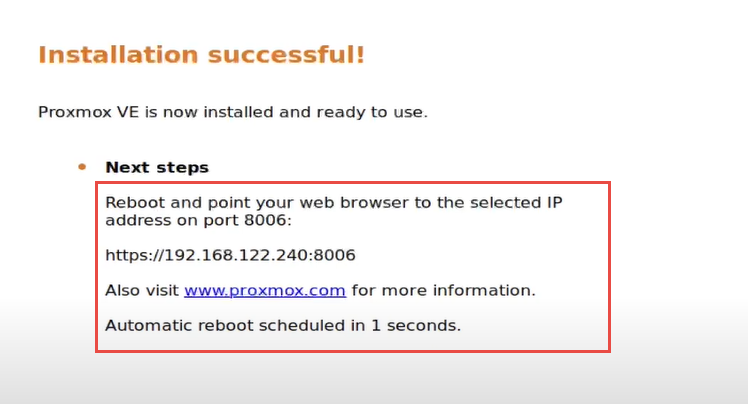 Installation successful!
Proxmox VE is now installed and ready to use.
Next steps
Reboot and point your web browser to the selected IP
address on port 8006:
https://192.168.122.240:8006
Also visit www.proxmox.com for more information.
Automatic reboot scheduled in 1 seconds.